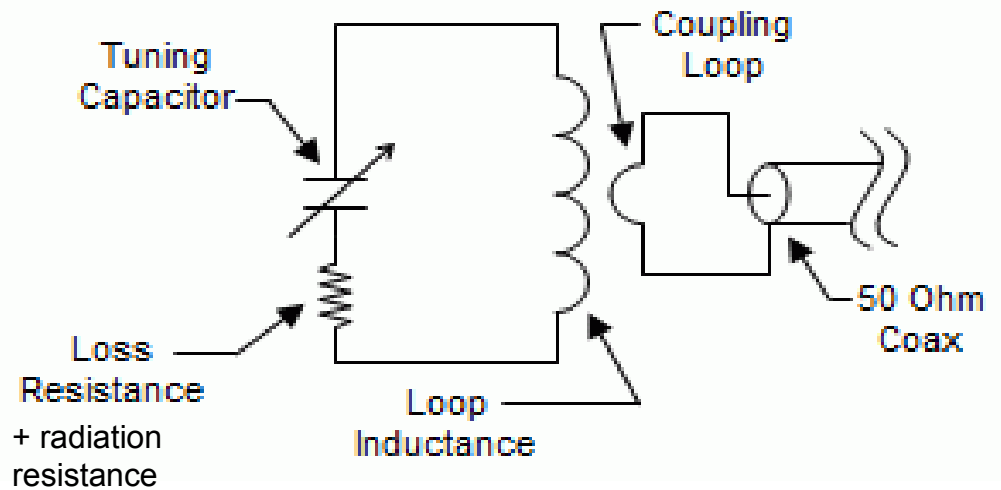 Tuning
Capacitor
Coupling
Loop
50 Ohm
Coax
Loss
Resistance
+ radiation
resistance
Loop
Inductance